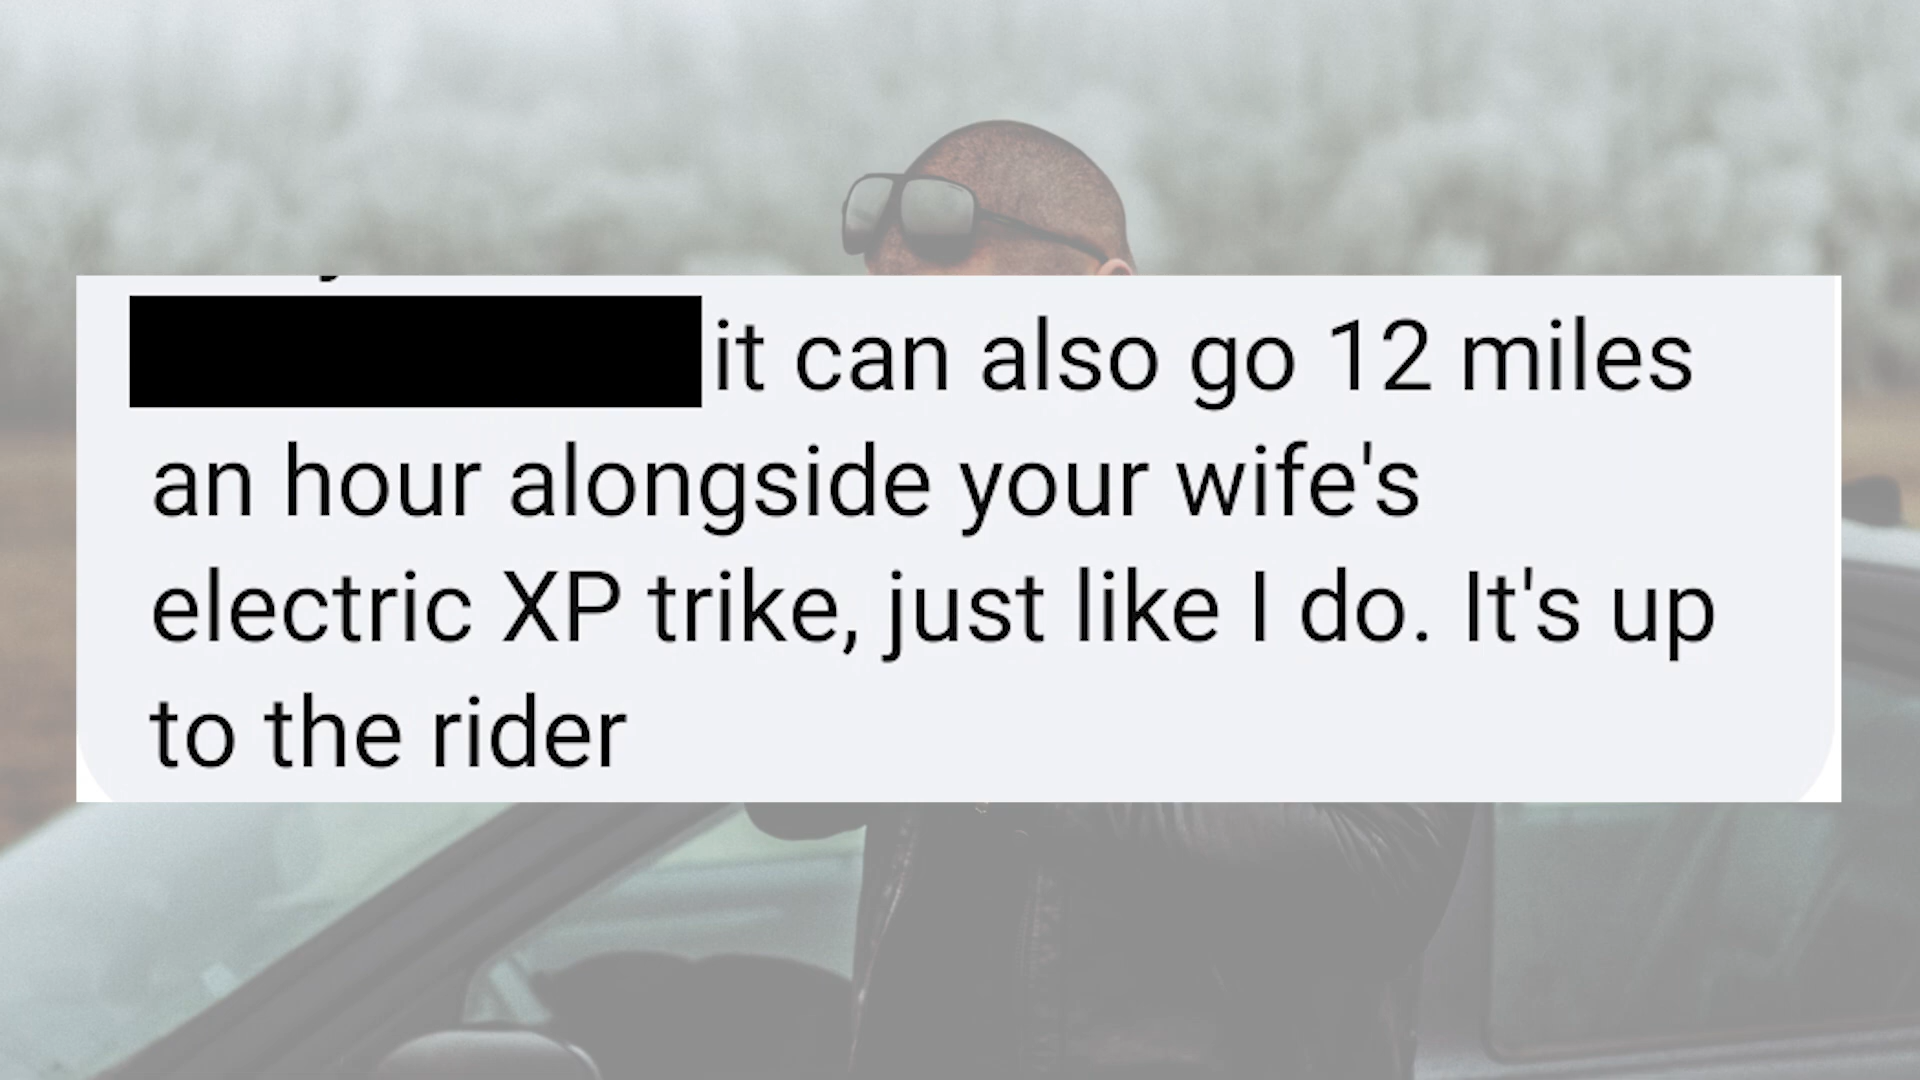 it can also go 12 miles
an hour alongside your wife's
electric XP trike, just like I do. It's up
to the rider